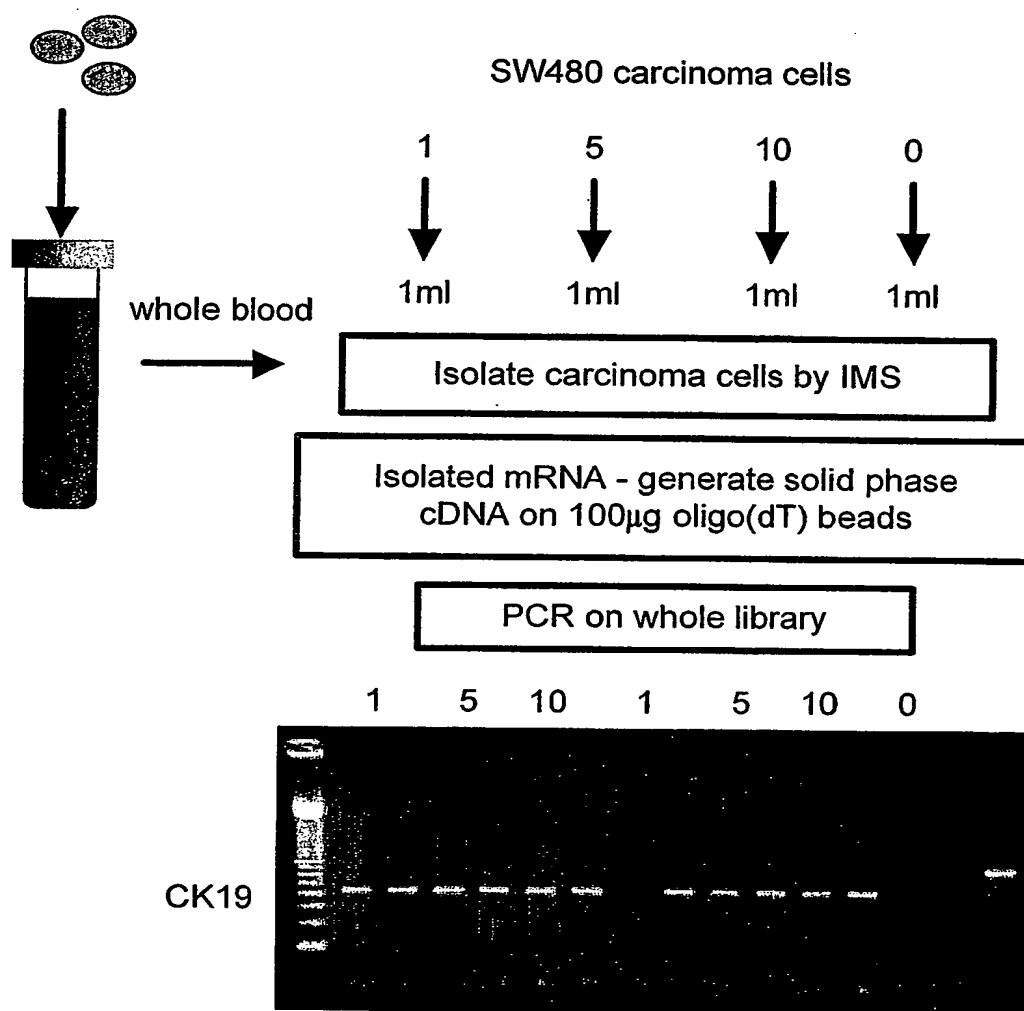 SW480 carcinoma cells
1 5 10 0
1ml 1ml 1ml 1ml
whole blood
Isolate carcinoma cells by IMS
Isolated mRNA - generate solid phase
cDNA on 100µg oligo(dT) beads
PCR on whole library
1 5 10 1 5 10 0
CK19